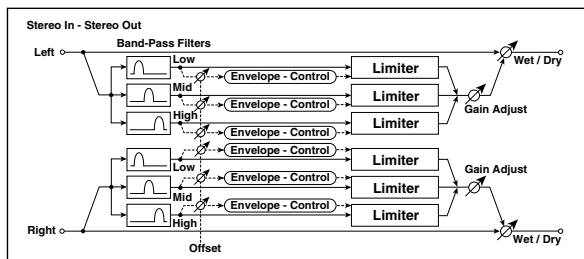 Stereo In - Stereo Out
Band-Pass Filters
Left
Low
Wet / Dry
Envelope - Control
Limiter
Mid
Envelope - Control
Limiter
Gain Adjust
High
Envelope - Control
Limiter
Envelope - Control
Low
Limiter
Gain Adjust
Envelope - Control
Mid
Limiter
Envelope - Control
High
Limiter
Right
Wet / Dry
Offset